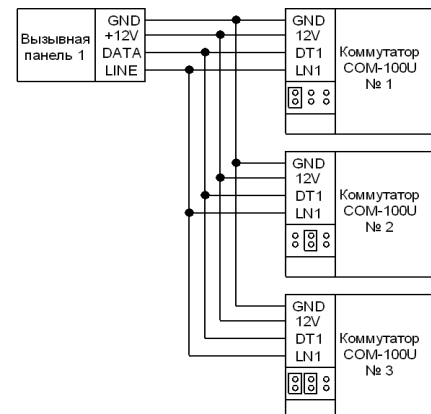 Вызывная
панель 1
GND
+12V
DATA
LINE
GND
12V
DT1
LN1
Коммутатор
COM-100U
№ 1
GND
12V
DT1
LN1
Коммутатор
COM-100U
№ 2
GND
12V
DT1
LN1
Коммутатор
COM-100U
№ 3